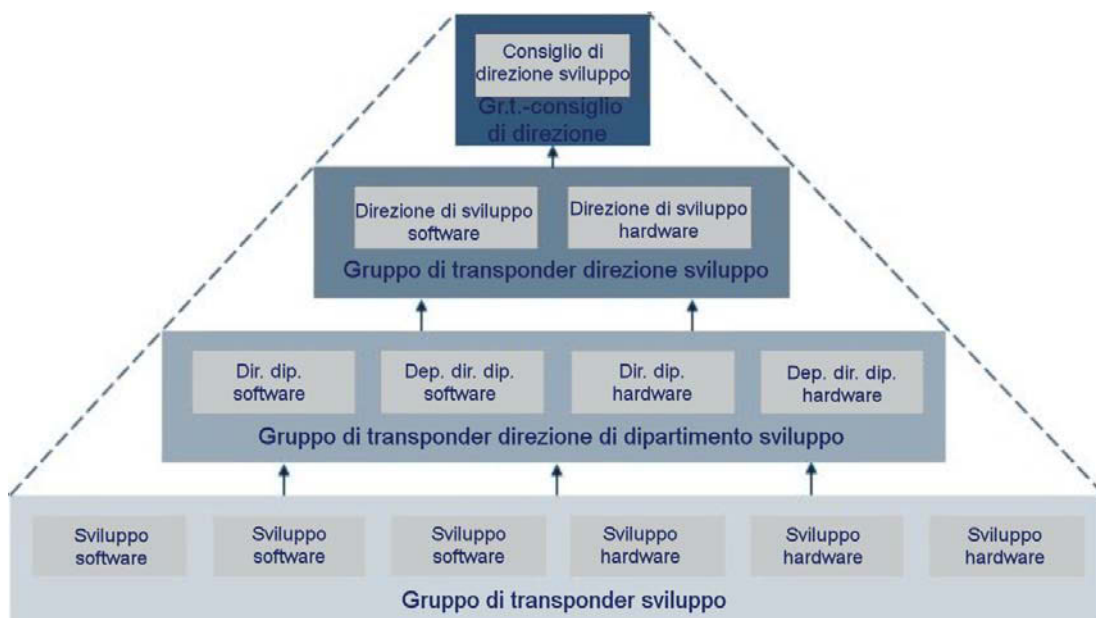 Consiglio di
direzione sviluppo
Gr.t.-consiglio
di direzione
Direzione di sviluppo
software
Direzione di sviluppo
hardware
Gruppo di transponder direzione sviluppo
Dir. dip.
software
Dep. dir. dip.
software
Dir. dip.
hardware
Dep. dir. dip.
hardware
Gruppo di transponder direzione di dipartimento sviluppo
Sviluppo
software
Sviluppo
software
Sviluppo
software
Sviluppo
hardware
Sviluppo
hardware
Sviluppo
hardware
Gruppo di transponder sviluppo